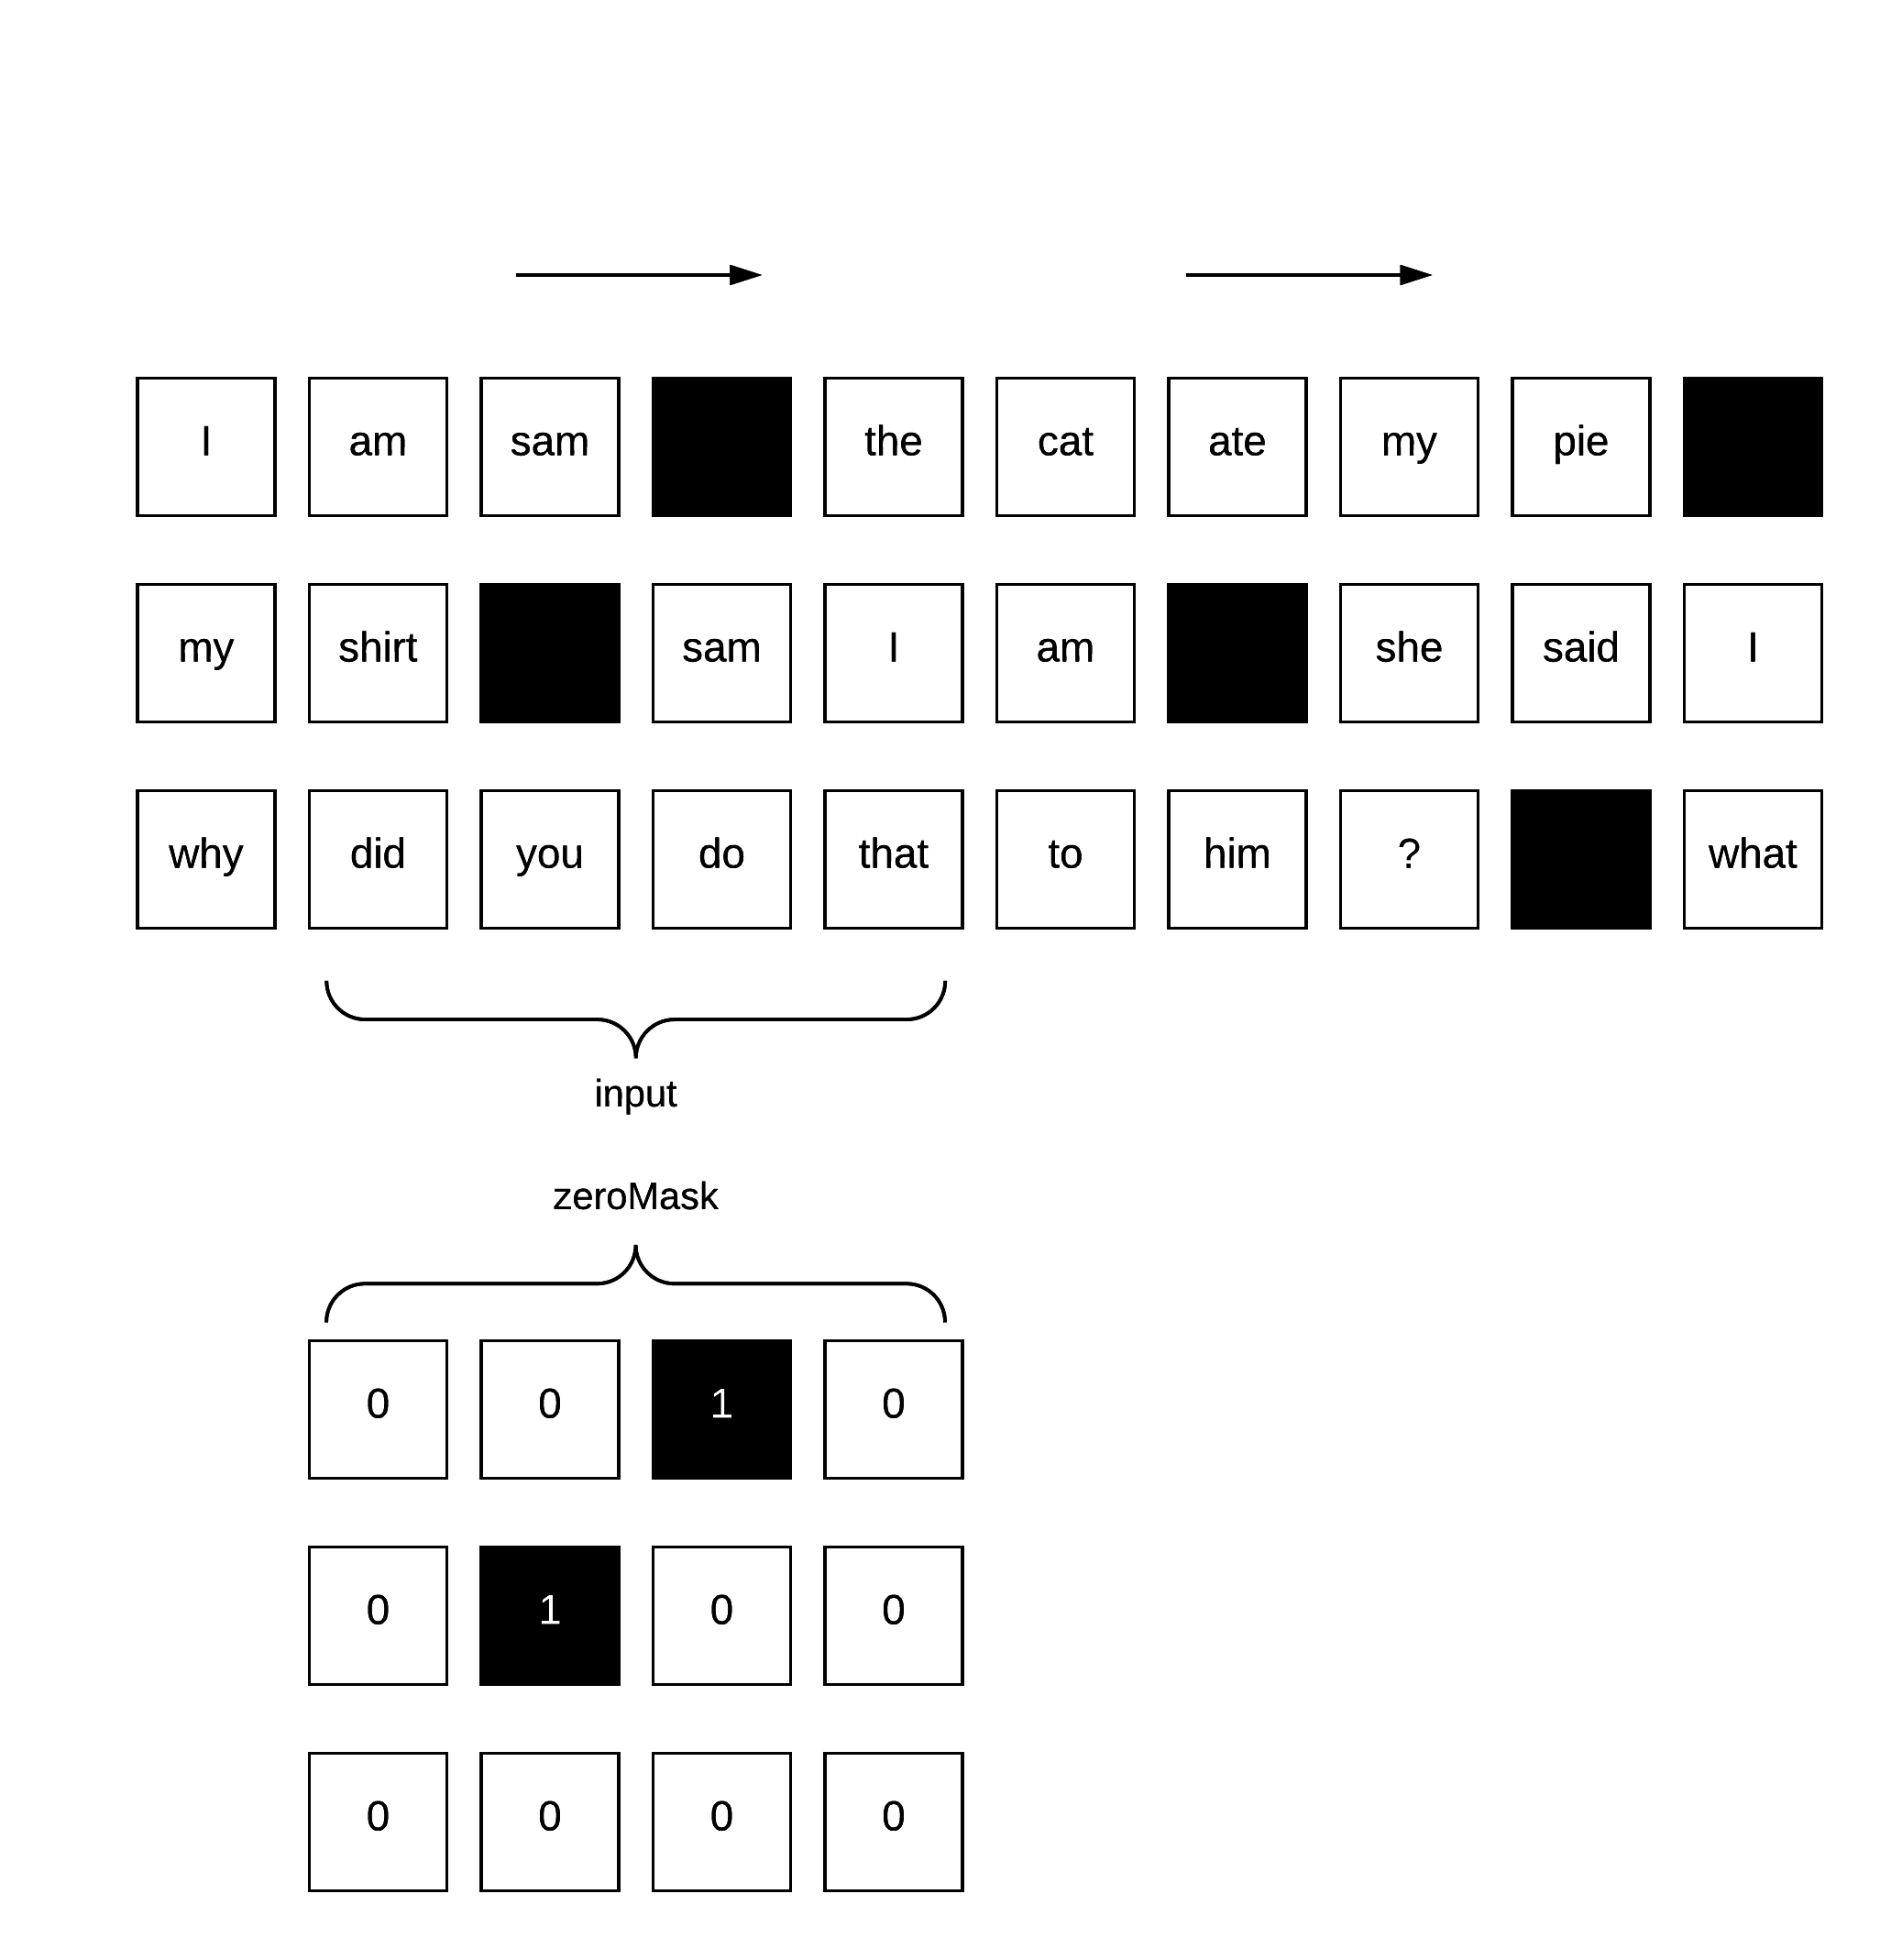 I am sam the cat ate my pie
my shirt sam I am she said I
why did you do that to him ? what
input
zeroMask
0 0 1 0
0 1 0 0
0 0 0 0